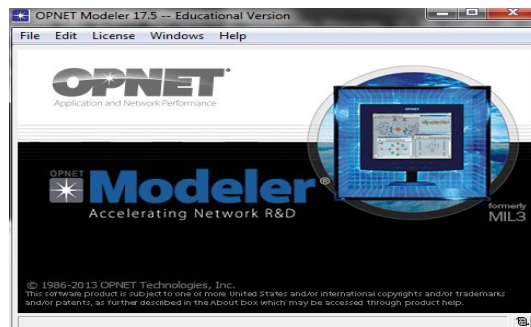 OPNET Modeler 17.5 -- Educational Version
File Edit License Windows Help
OPNET
Application and Network Performance
OPNET
OPNET
Modeler®
Accelerating Network R&D
formerly
MIL3
© 1986-2013 OPNET Technologies, Inc.
This software product is subject to one or more United States and/or international copyrights and/or trademarks
and/or patents, as further described in the About box which may be accessed through product help.